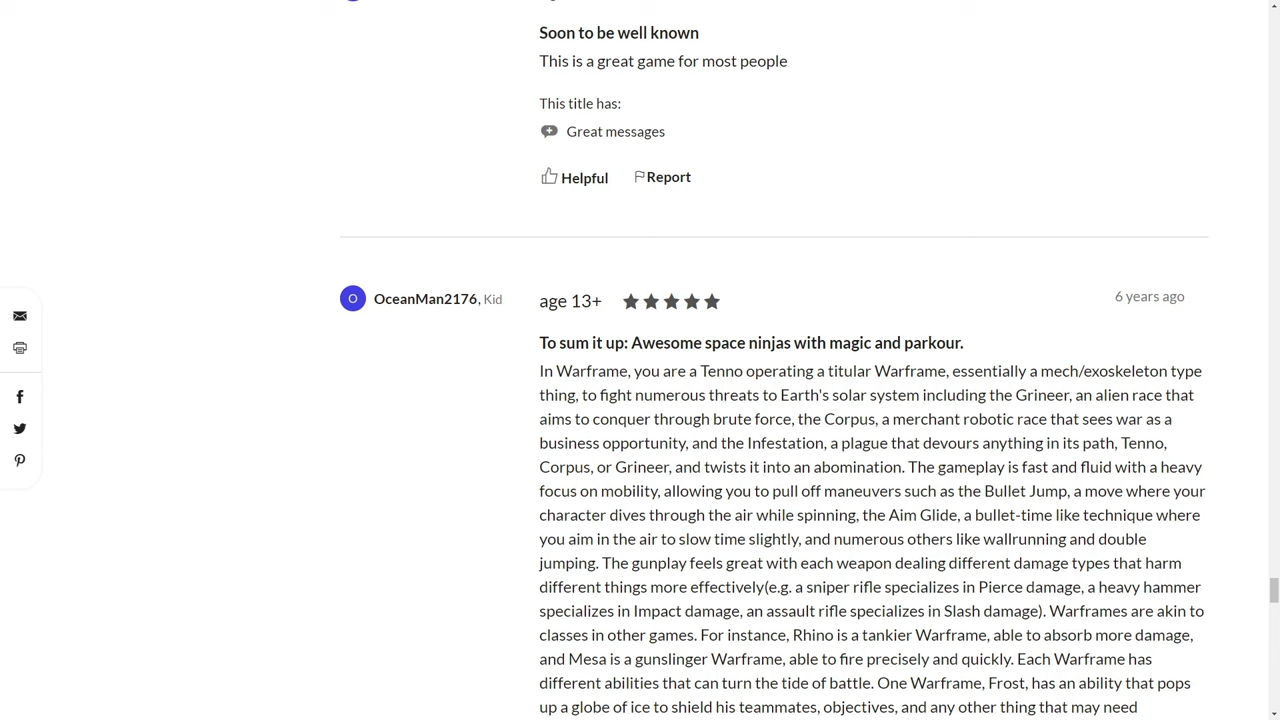 Soon to be well known
This is a great game for most people
This title has:
Great messages
Helpful
Report
O
OceanMan2176, Kid
age 13+
6 years ago
To sum it up: Awesome space ninjas with magic and parkour.
In Warframe, you are a Tenno operating a titular Warframe, essentially a mech/exoskeleton type
thing, to fight numerous threats to Earth's solar system including the Grineer, an alien race that
aims to conquer through brute force, the Corpus, a merchant robotic race that sees war as a
business opportunity, and the Infestation, a plague that devours anything in its path, Tenno,
Corpus, or Grineer, and twists it into an abomination. The gameplay is fast and fluid with a heavy
focus on mobility, allowing you to pull off maneuvers such as the Bullet Jump, a move where your
character dives through the air while spinning, the Aim Glide, a bullet-time like technique where
you aim in the air to slow time slightly, and numerous others like wallrunning and double
jumping. The gunplay feels great with each weapon dealing different damage types that harm
different things more effectively(e.g. a sniper rifle specializes in Pierce damage, a heavy hammer
specializes in Impact damage, an assault rifle specializes in Slash damage). Warframes are akin to
classes in other games. For instance, Rhino is a tankier Warframe, able to absorb more damage,
and Mesa is a gunslinger Warframe, able to fire precisely and quickly. Each Warframe has
different abilities that can turn the tide of battle. One Warframe, Frost, has an ability that pops
up a globe of ice to shield his teammates, objectives, and any other thing that may need